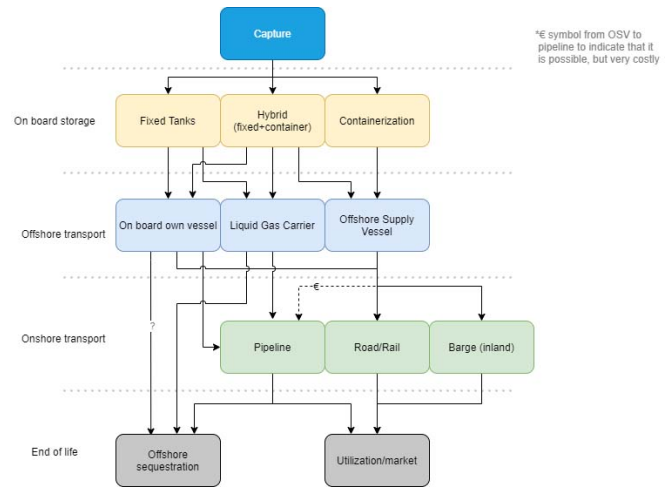 Capture
*€ symbol from OSV to
pipeline to indicate that it
is possible, but very costly
On board storage
Fixed Tanks
Hybrid
(fixed+container)
Containerization
Offshore transport
On board own vessel
Liquid Gas Carrier
Offshore Supply
Vessel
€
?
Onshore transport
Pipeline
Road/Rail
Barge (inland)
End of life
Offshore
sequestration
Utilization/market